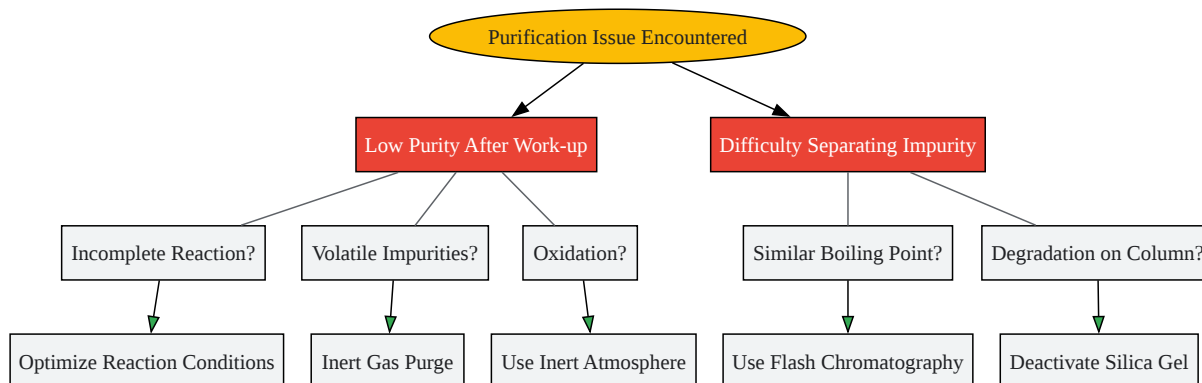 Purification Issue Encountered
Low Purity After Work-up
Difficulty Separating Impurity
Incomplete Reaction?
Volatile Impurities?
Oxidation?
Similar Boiling Point?
Degradation on Column?
Optimize Reaction Conditions
Inert Gas Purge
Use Inert Atmosphere
Use Flash Chromatography
Deactivate Silica Gel